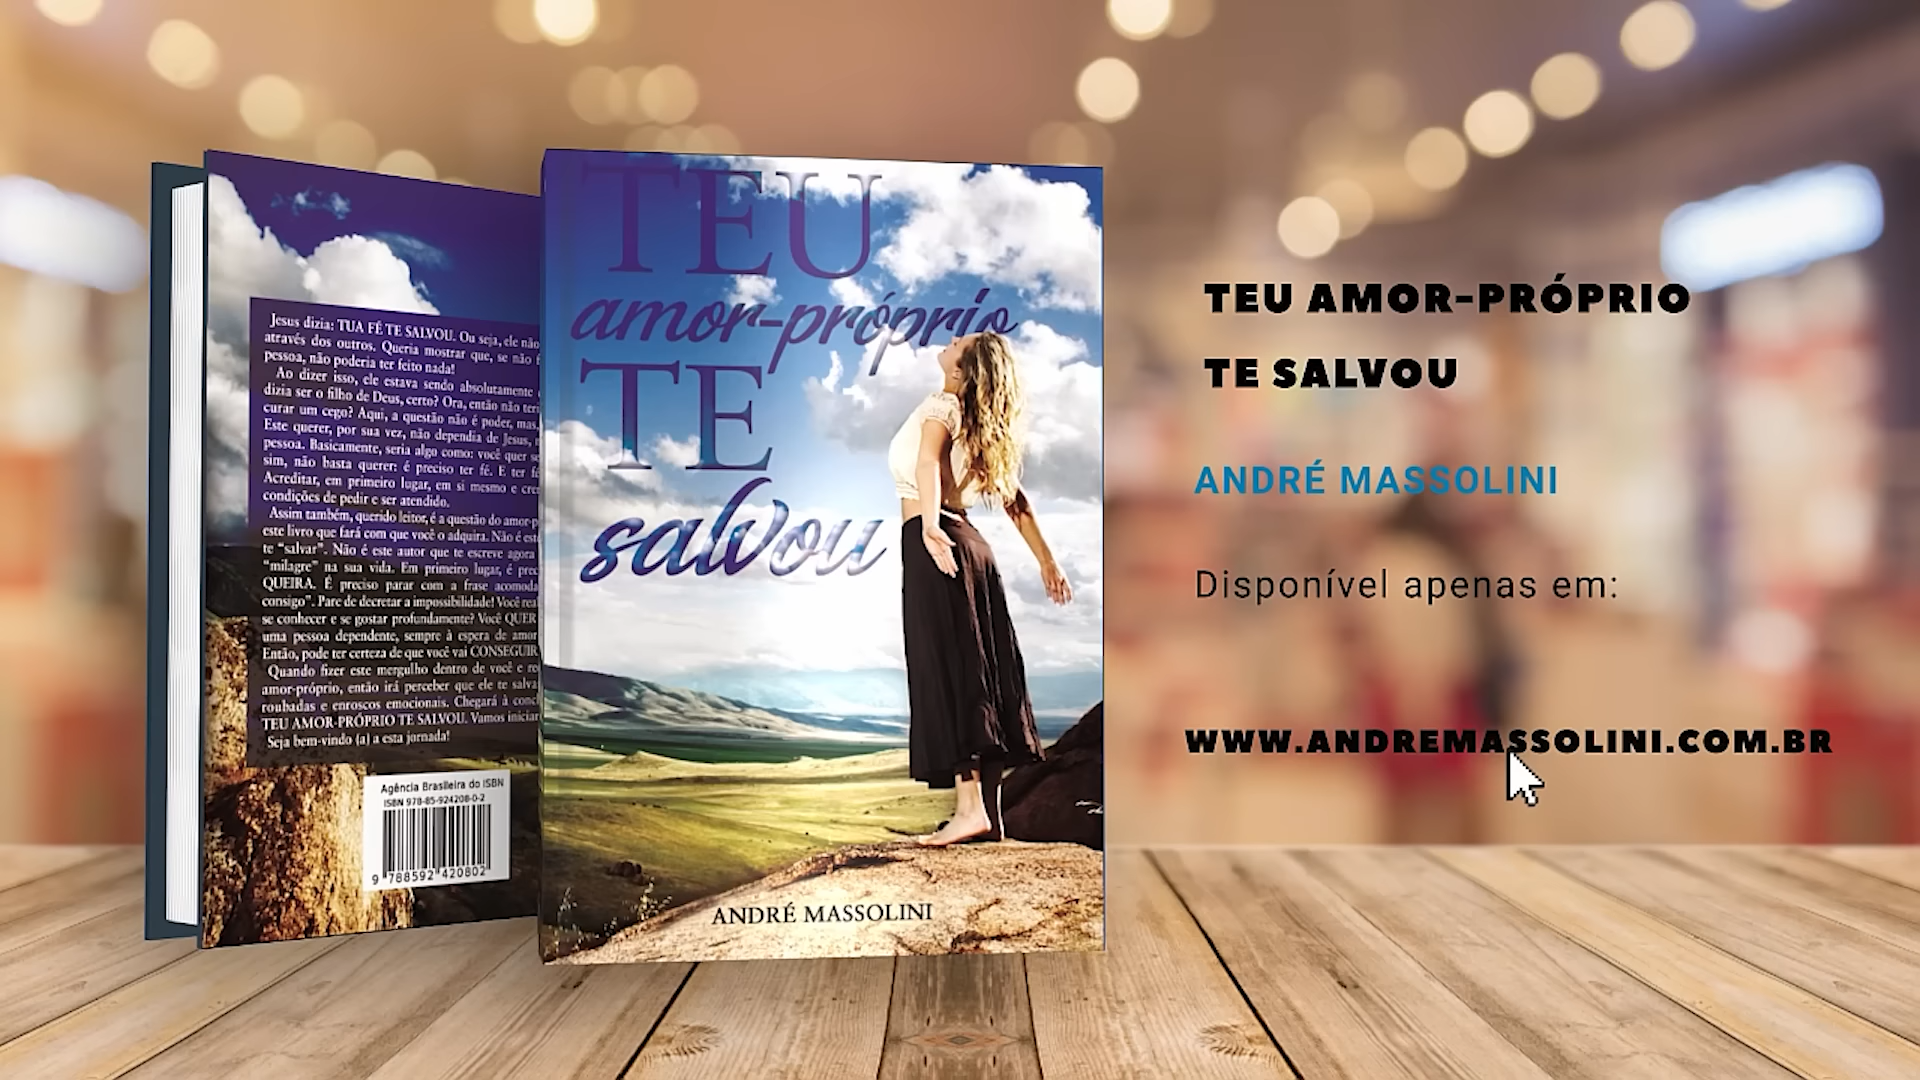 Jesus dizia: TUA FÉ TE SALVOU. Ou seja, ele não
através dos outros. Queria mostrar que, se não
pessoa, não poderia ter feito nada!
Ao dizer isso, ele estava sendo absolutamente
dizia ser o filho de Deus, certo? Ora, então não
curar um cego? Aqui, a questão não é poder, mas,
Este querer, por sua vez, não dependia de Jesus,
pessoa. Basicamente, seria algo como: você quer
sim, não basta querer: é preciso ter fé. E ter
Acreditar, em primeiro lugar, em si mesmo e
condições de pedir e ser atendido.
Assim também, querido leitor, é a questão do
este livro que fará com que você o adquira. Não é
te “salvar”. Não é este autor que te escreve agora
“milagre” na sua vida. Em primeiro lugar, é
QUEIRA. É preciso parar com a frase
consigo”. Pare de decretar a impossibilidade! Você
se conhecer e se gostar profundamente? Você QUER
uma pessoa dependente, sempre à espera de amor
Então, pode ter certeza de que você vai CONSEGUIR
Quando fizer este mergulho dentro de você e
amor-próprio, então irá perceber que ele te
roubadas e enroscos emocionais. Chegará à
TEU AMOR-PRÓPRIO TE SALVOU. Vamos
Seja bem-vindo (a) a esta jornada!
Agência Brasileira do ISBN
ISBN 978-85-924208-0-2
9 788592 420802
TEU
amor-próprio
TE
salvou
ANDRÉ MASSOLINI
TEU AMOR-PRÓPRIO
TE SALVOU
ANDRÉ MASSOLINI
Disponível apenas em:
WWW.ANDREMASSOLINI.COM.BR